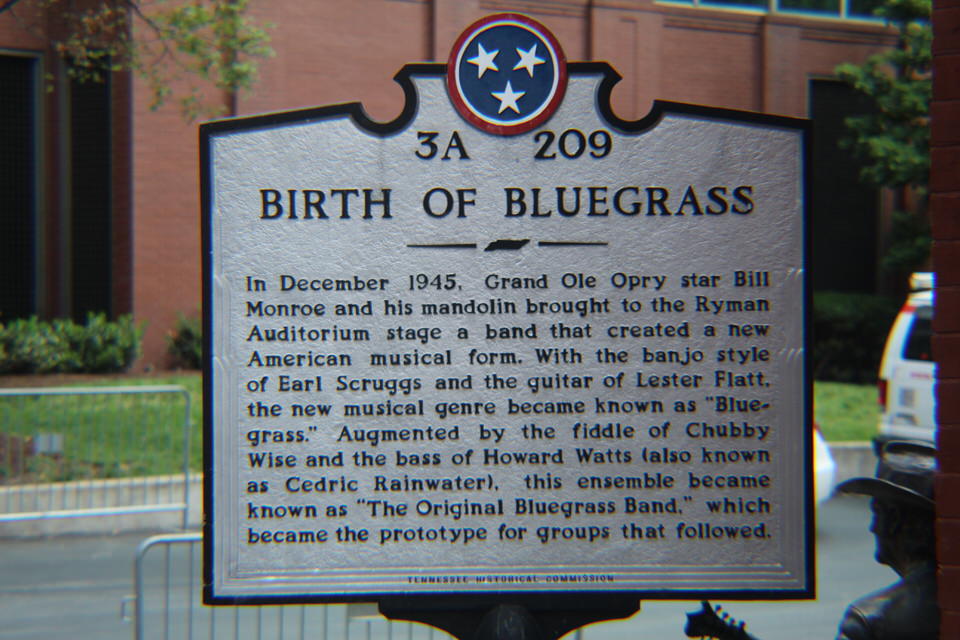 3A 209
BIRTH OF BLUEGRASS
In December 1945, Grand Ole Opry star Bill
Monroe and his mandolin brought to the Ryman
Auditorium stage a band that created a new
American musical form. With the banjo style
of Earl Scruggs and the guitar of Lester Flatt,
the new musical genre became known as "Blue-
grass." Augmented by the fiddle of Chubby
Wise and the bass of Howard Watts (also known
as Cedric Rainwater), this ensemble became
known as "The Original Bluegrass Band," which
became the prototype for groups that followed.
TENNESSEE HISTORICAL COMMISSION